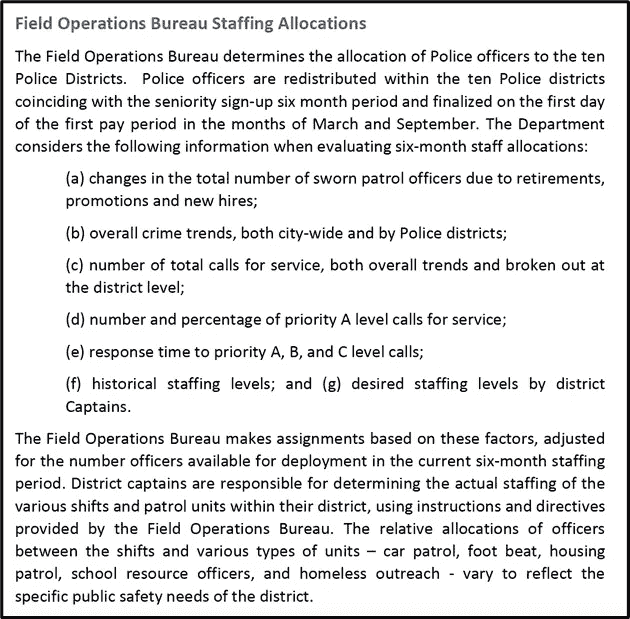 Field Operations Bureau Staffing Allocations
The Field Operations Bureau determines the allocation of Police officers to the ten
Police Districts.  Police officers are redistributed within the ten Police districts
coinciding with the seniority sign-up six month period and finalized on the first day
of the first pay period in the months of March and September. The Department
considers the following information when evaluating six-month staff allocations:
(a) changes in the total number of sworn patrol officers due to retirements,
promotions and new hires;
(b) overall crime trends, both city-wide and by Police districts;
(c) number of total calls for service, both overall trends and broken out at
the district level;
(d) number and percentage of priority A level calls for service;
(e) response time to priority A, B, and C level calls;
(f) historical staffing levels; and (g) desired staffing levels by district
Captains.
The Field Operations Bureau makes assignments based on these factors, adjusted
for the number officers available for deployment in the current six-month staffing
period. District captains are responsible for determining the actual staffing of the
various shifts and patrol units within their district, using instructions and directives
provided by the Field Operations Bureau. The relative allocations of officers
between the shifts and various types of units – car patrol, foot beat, housing
patrol, school resource officers, and homeless outreach - vary to reflect the
specific public safety needs of the district.